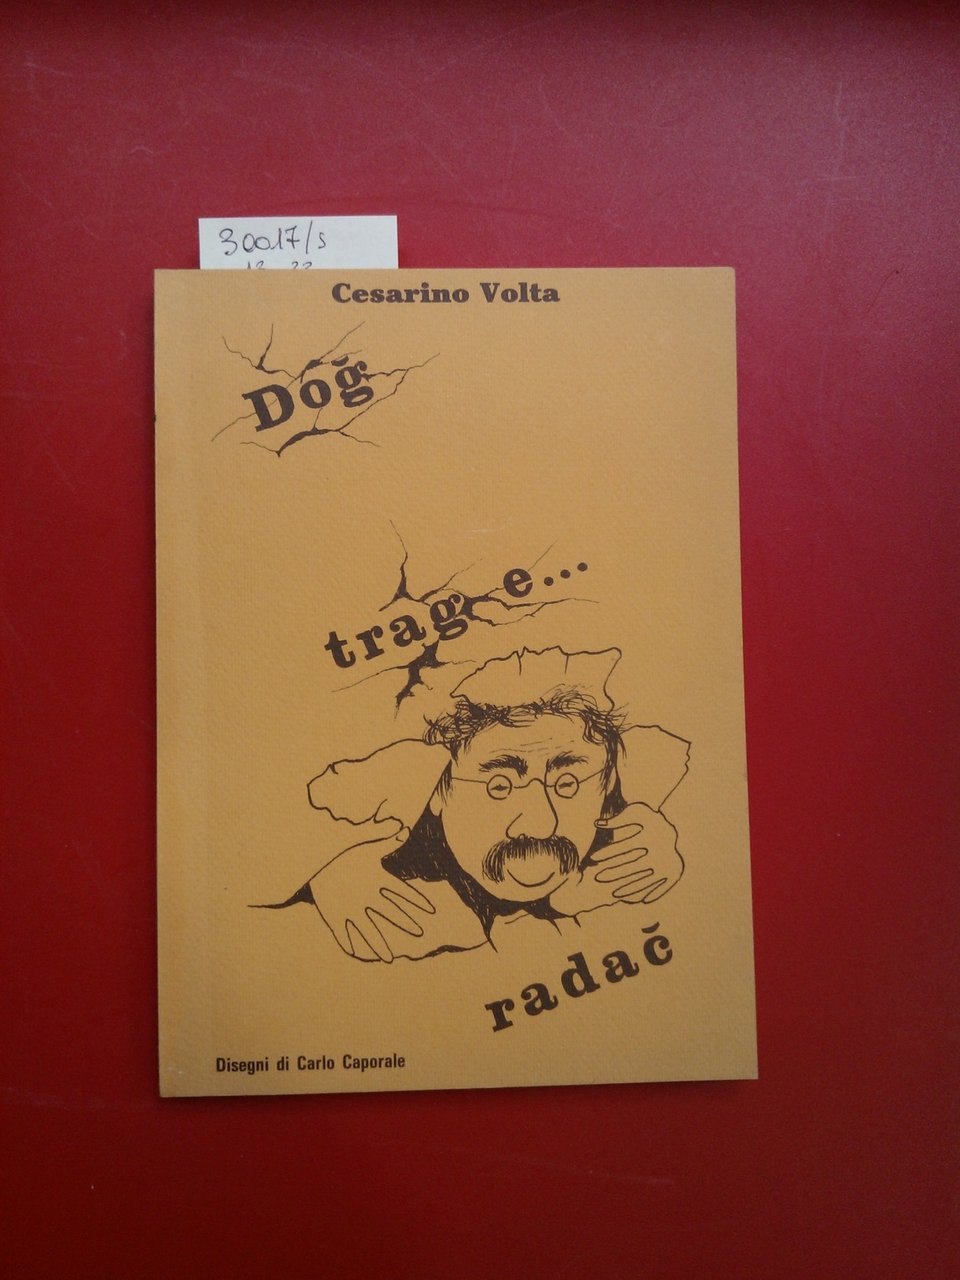 30017/s
Cesarino Volta
Doğ
trag e...
radač
Disegni di Carlo Caporale